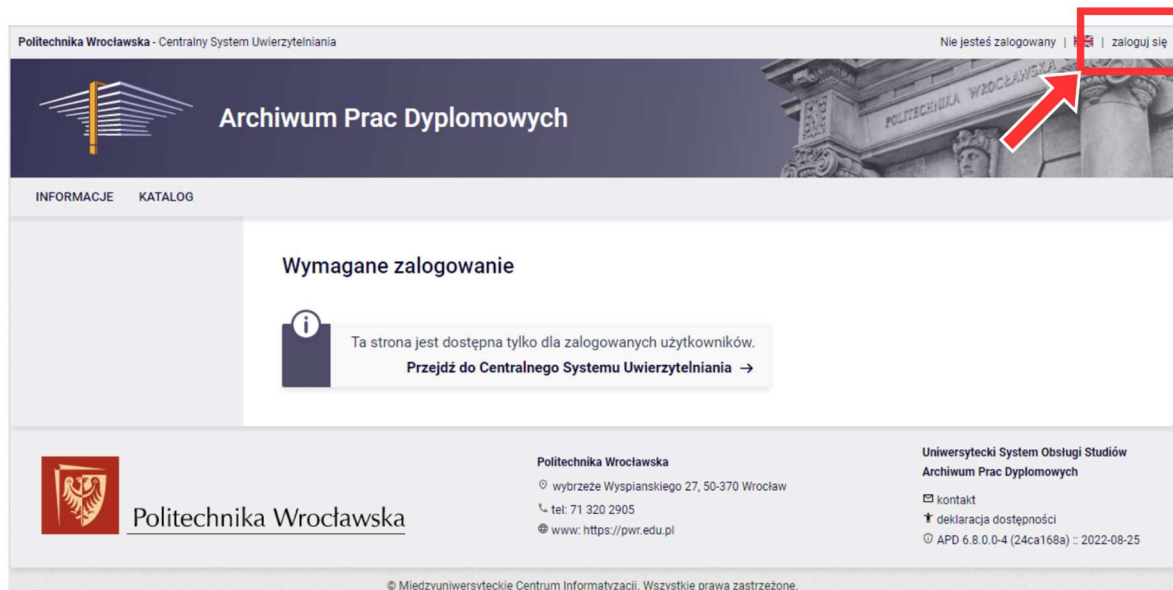 Politechnika Wrocławska - Centralny System Uwierzytelniania
Nie jesteś zalogowany | | zaloguj się
Archiwum Prac Dyplomowych
POLITECHNIKA WROCŁAWSKA
INFORMACJE KATALOG
Wymagane zalogowanie
Ta strona jest dostępna tylko dla zalogowanych użytkowników.
Przejdź do Centralnego Systemu Uwierzytelniania →
Politechnika Wrocławska
Politechnika Wrocławska
wybrzeże Wyspianskiego 27, 50-370 Wrocław
tel: 71 320 2905
www: https://pwr.edu.pl
Uniwersytecki System Obsługi Studiów
Archiwum Prac Dyplomowych
kontakt
deklaracja dostępności
APD 6.8.0.0-4 (24ca168a) :: 2022-08-25
© Międzyuniwersyteckie Centrum Informatyzacji. Wszystkie prawa zastrzeżone.